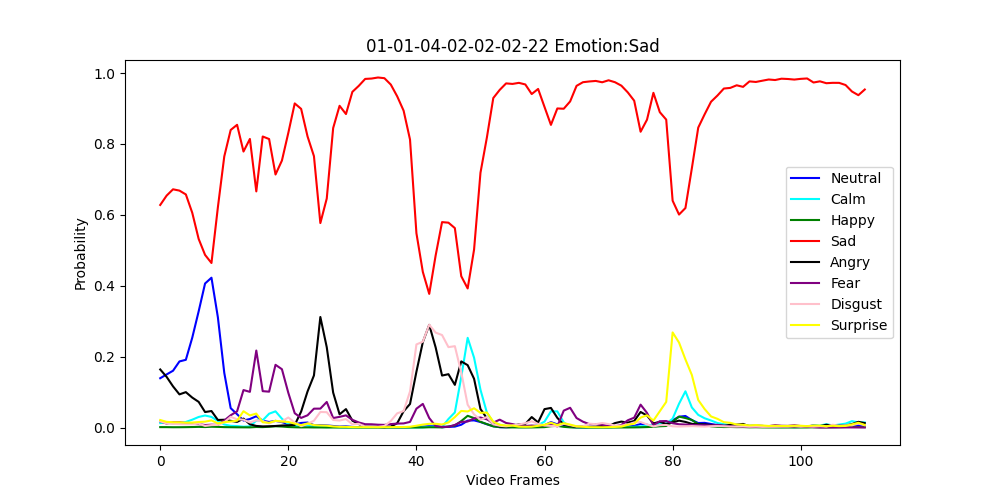 01-01-04-02-02-02-22 Emotion:Sad
Probability
1.0
0.8
0.6
0.4
0.2
0.0
Neutral
Calm
Happy
Sad
Angry
Fear
Disgust
Surprise
0 20 40 60 80 100
Video Frames